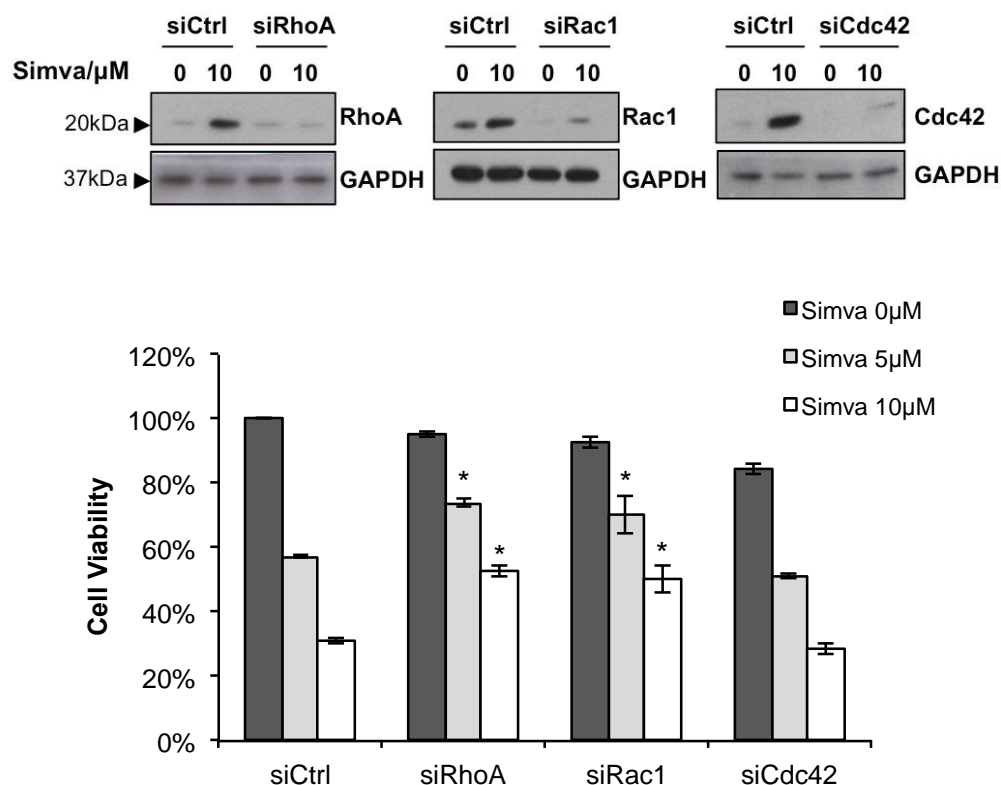 siCtrl siRhoA siCtrl siRac1 siCtrl siCdc42
Simva/µM 0 10 0 10 0 10 0 10 0 10 0 10
20kDa RhoA Rac1 Cdc42
37kDa GAPDH GAPDH GAPDH
Simva 0µM
Simva 5µM
Simva 10µM
Cell Viability
120%
100%
80%
60%
40%
20%
0%
* *
* *
siCtrl siRhoA siRac1 siCdc42